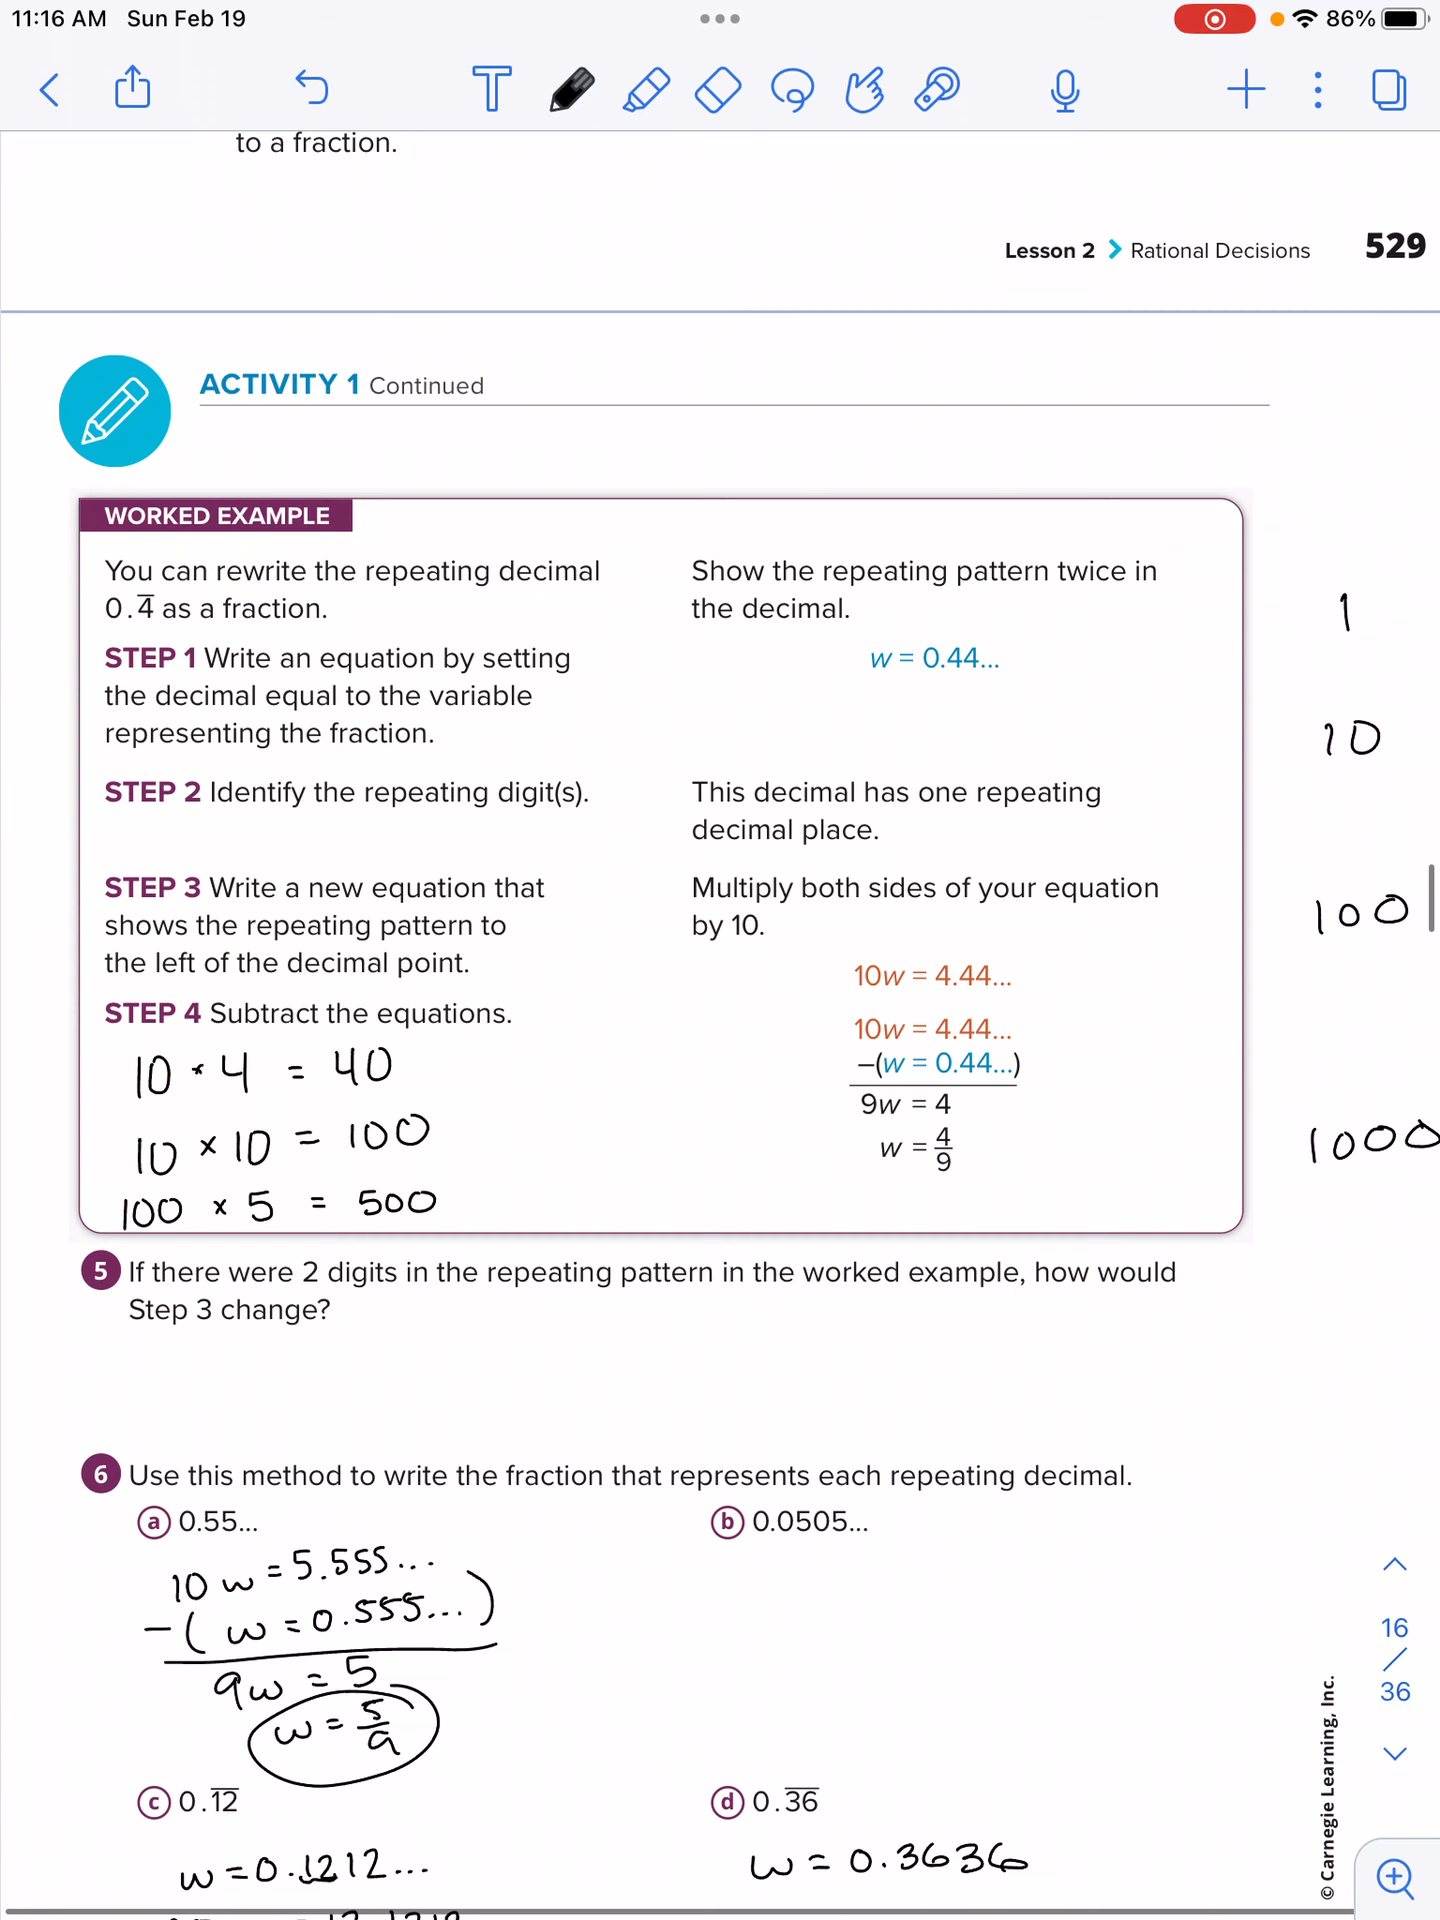 11:16 AM Sun Feb 19
86%
to a fraction.
Lesson 2 > Rational Decisions 529
ACTIVITY 1 Continued
WORKED EXAMPLE
You can rewrite the repeating decimal
0.4̅ as a fraction.
Show the repeating pattern twice in
the decimal.
STEP 1 Write an equation by setting
the decimal equal to the variable
representing the fraction.
w = 0.44...
STEP 2 Identify the repeating digit(s).
This decimal has one repeating
decimal place.
STEP 3 Write a new equation that
shows the repeating pattern to
the left of the decimal point.
Multiply both sides of your equation
by 10.
10w = 4.44...
STEP 4 Subtract the equations.
10w = 4.44...
−(w = 0.44...)
9w = 4
w = 4/9
10 * 4 = 40
10 × 10 = 100
100 × 5 = 500
1
10
100
1000
5 If there were 2 digits in the repeating pattern in the worked example, how would
Step 3 change?
6 Use this method to write the fraction that represents each repeating decimal.
a 0.55...
10 w = 5.555...
−( w = 0.555...)
9w = 5
w = 5/9
b 0.0505...
c 0.1̅2̅
w = 0.1212...
d 0.3̅6̅
w = 0.3636
16
/
36
© Carnegie Learning, Inc.